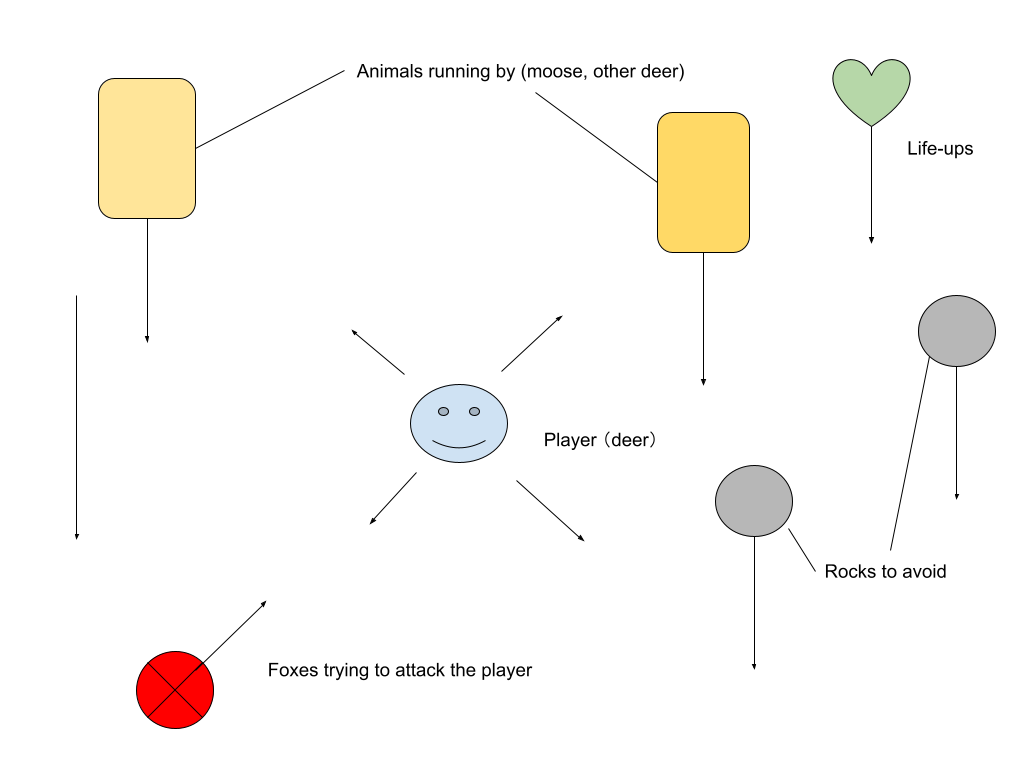 Animals running by (moose, other deer)
Life-ups
Player（deer）
Rocks to avoid
Foxes trying to attack the player